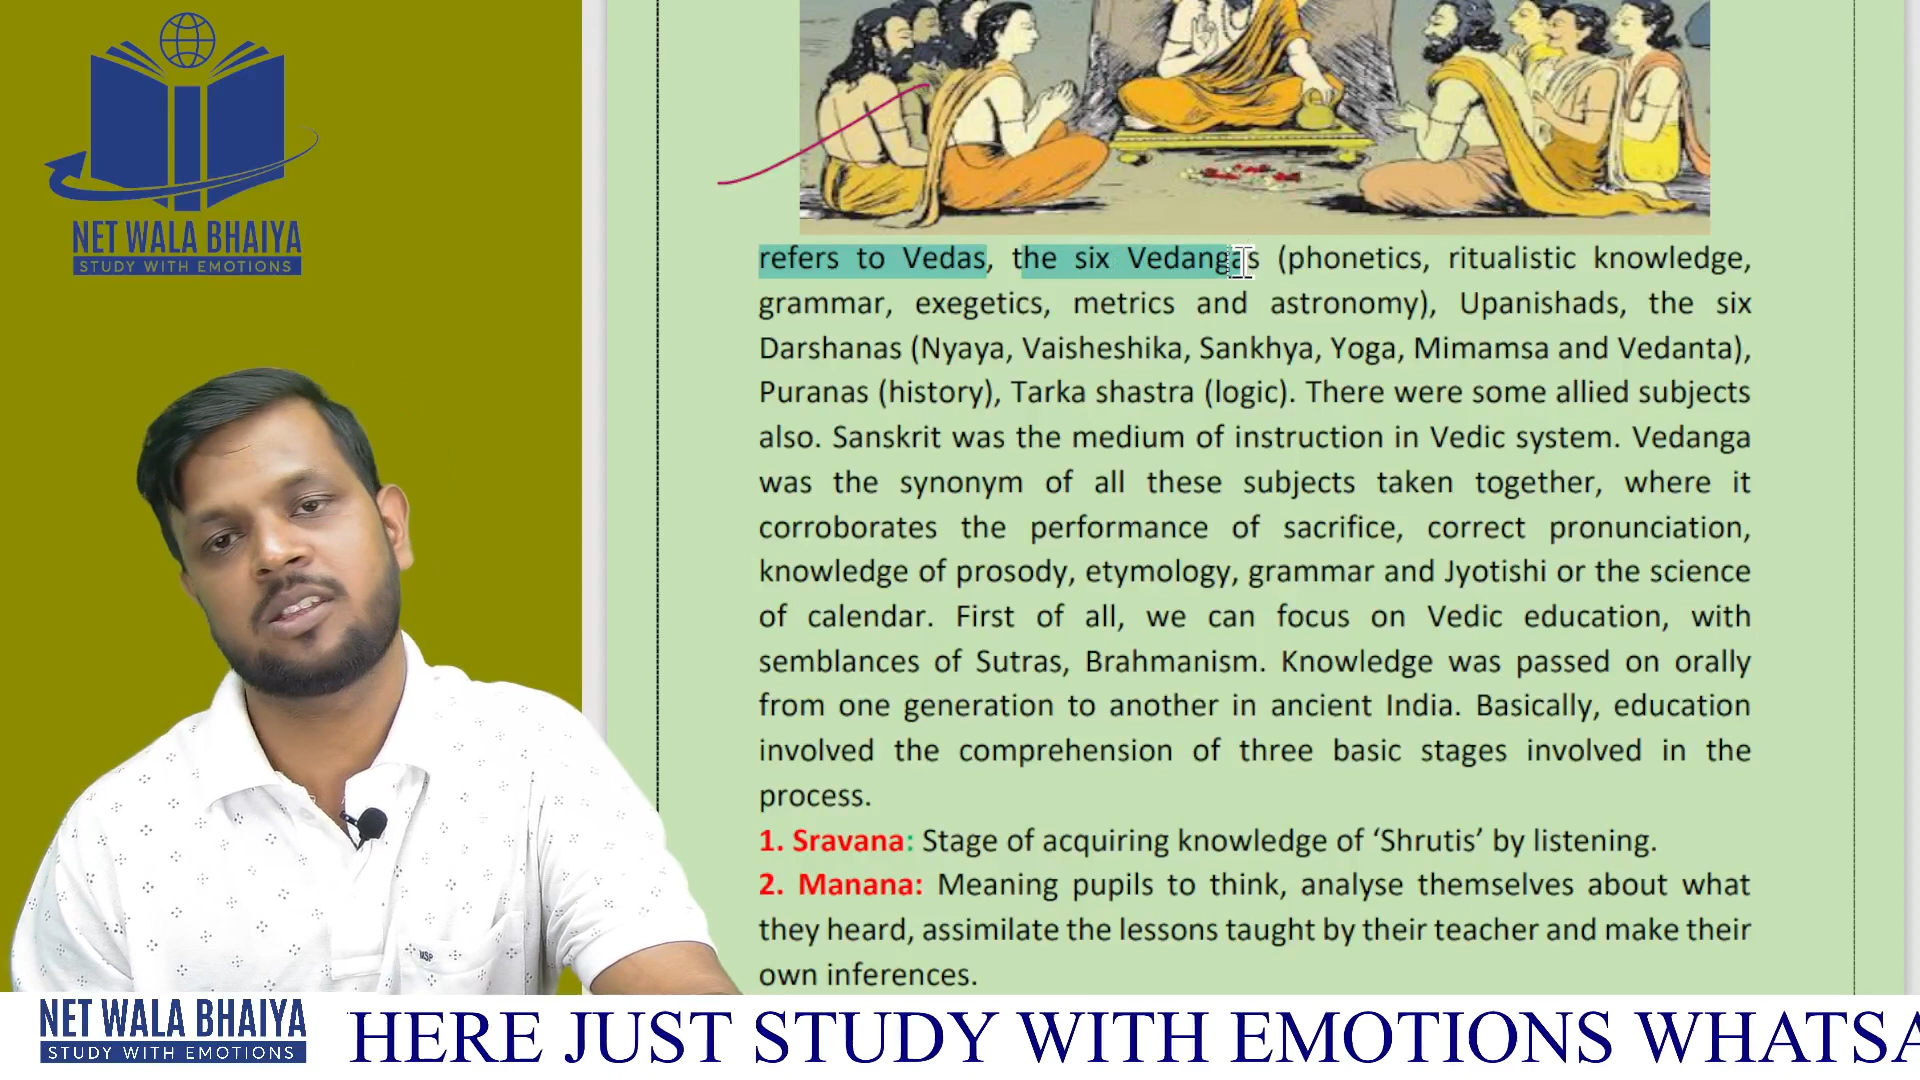 NET WALA BHAIYA
STUDY WITH EMOTIONS
refers to Vedas, the six Vedangas (phonetics, ritualistic knowledge,
grammar, exegetics, metrics and astronomy), Upanishads, the six
Darshanas (Nyaya, Vaisheshika, Sankhya, Yoga, Mimamsa and Vedanta),
Puranas (history), Tarka shastra (logic). There were some allied subjects
also. Sanskrit was the medium of instruction in Vedic system. Vedanga
was the synonym of all these subjects taken together, where it
corroborates the performance of sacrifice, correct pronunciation,
knowledge of prosody, etymology, grammar and Jyotishi or the science
of calendar. First of all, we can focus on Vedic education, with
semblances of Sutras, Brahmanism. Knowledge was passed on orally
from one generation to another in ancient India. Basically, education
involved the comprehension of three basic stages involved in the
process.
1. Sravana: Stage of acquiring knowledge of ‘Shrutis’ by listening.
2. Manana: Meaning pupils to think, analyse themselves about what
they heard, assimilate the lessons taught by their teacher and make their
own inferences.
MSP
NET WALA BHAIYA
STUDY WITH EMOTIONS
HERE JUST STUDY WITH EMOTIONS WHATSA